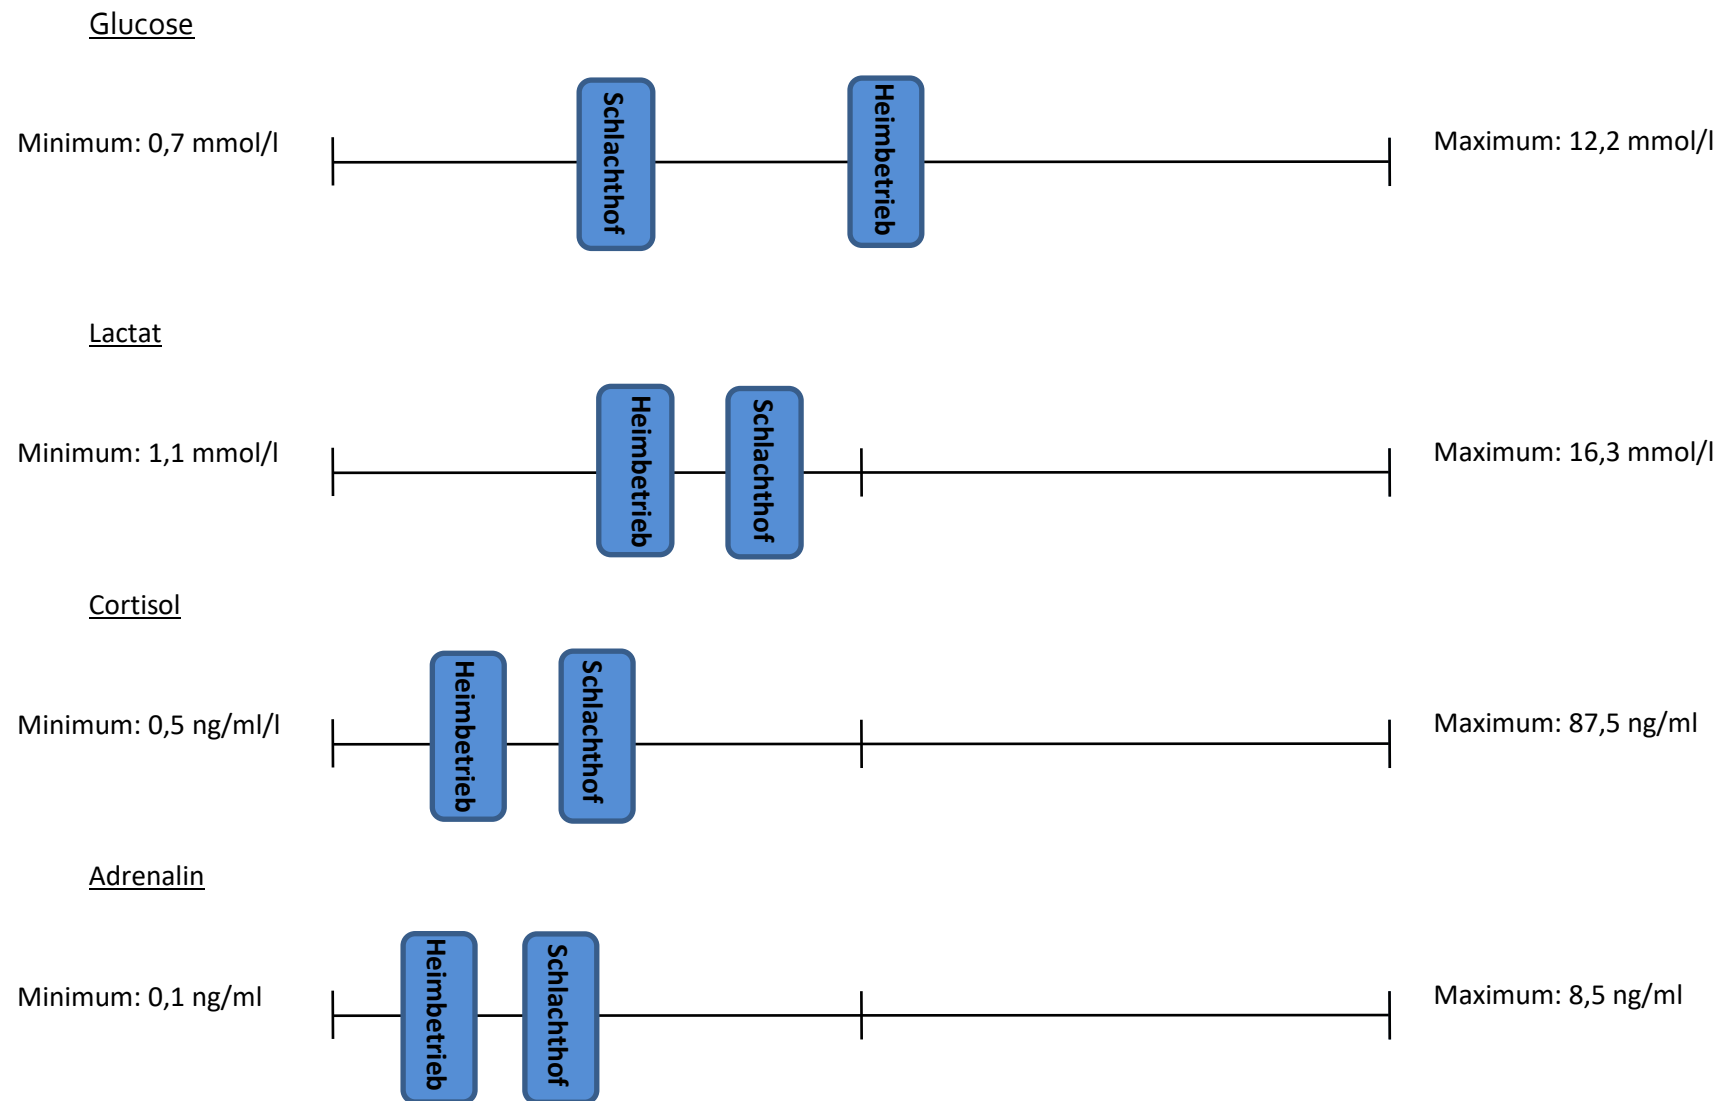 Glucose
Minimum: 0,7 mmol/l
Schlachthof
Heimbetrieb
Maximum: 12,2 mmol/l
Lactat
Minimum: 1,1 mmol/l
Heimbetrieb
Schlachthof
Maximum: 16,3 mmol/l
Cortisol
Minimum: 0,5 ng/ml/l
Heimbetrieb
Schlachthof
Maximum: 87,5 ng/ml
Adrenalin
Minimum: 0,1 ng/ml
Heimbetrieb
Schlachthof
Maximum: 8,5 ng/ml